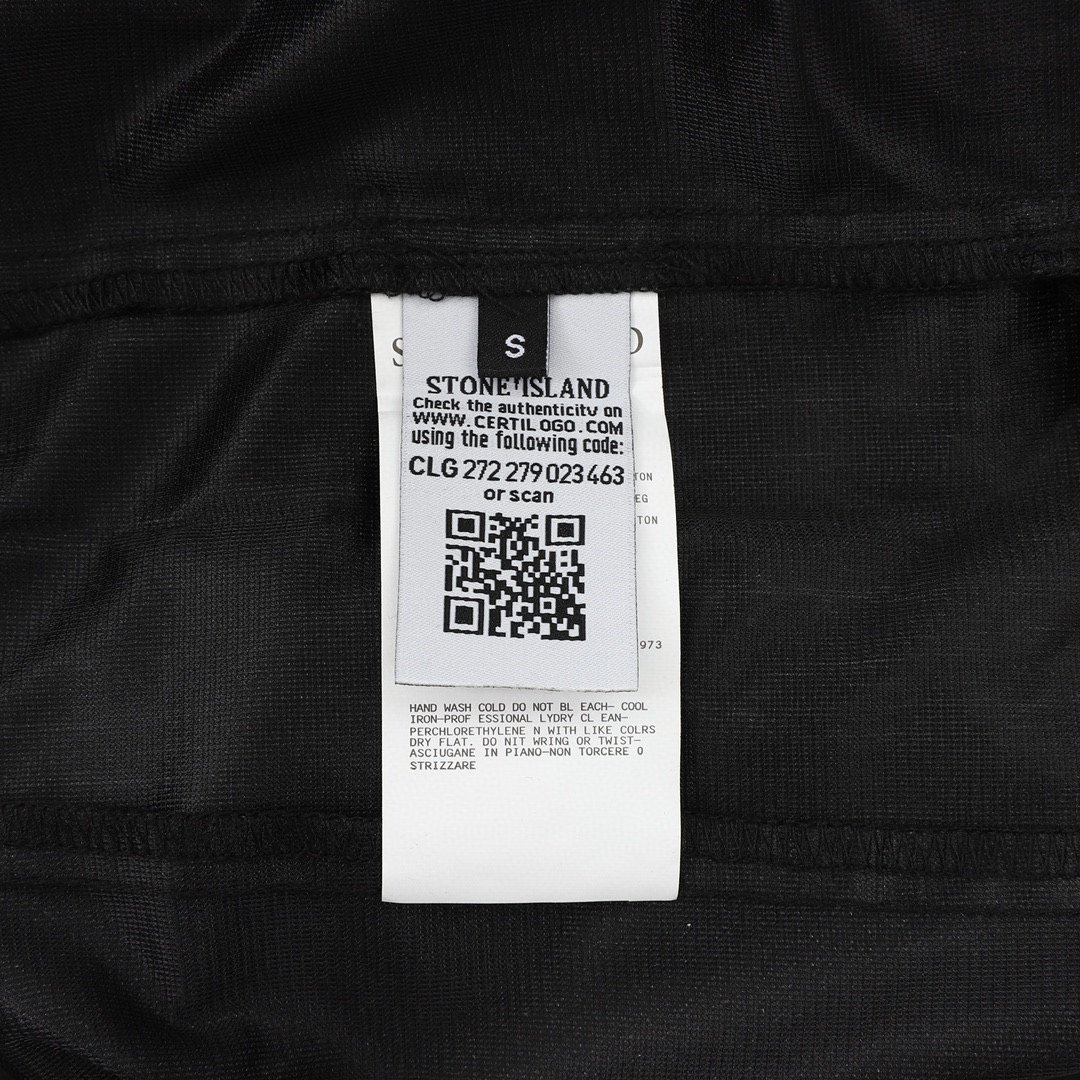 S
S D
STONE ISLAND
Check the authenticity on
WWW.CERTILOGO.COM
using the following code:
CLG 272 279 023 463
or scan
TON
EG
TON
973
HAND WASH COLD DO NOT BL EACH— COOL
IRON—PROF ESSIONAL LYDRY CL EAN—
PERCHLORETHYLENE N WITH LIKE COLRS
DRY FLAT. DO NIT WRING OR TWIST—
ASCIUGANE IN PIANO—NON TORCERE O
STRIZZARE